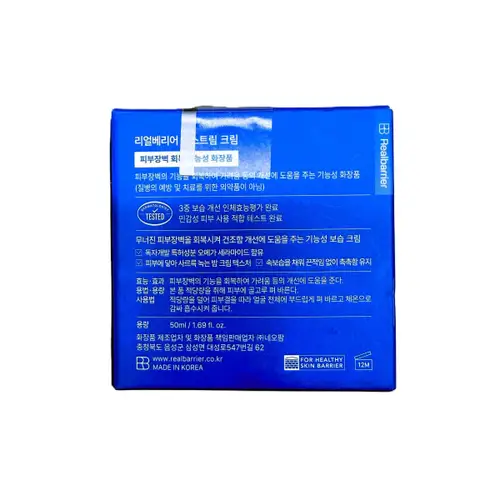 리얼베리어 스트림 크림
피부장벽 회복 기능성 화장품
피부장벽의 기능을 회복하여 가려움 등의 개선에 도움을 주는 기능성 화장품
(질병의 예방 및 치료를 위한 의약품이 아님)
TESTED
3중 보습 개선 인체효능평가 완료
민감성 피부 사용 적합 테스트 완료
무너진 피부장벽을 회복시켜 건조함 개선에 도움을 주는 기능성 보습 크림
독자개발 특허성분 오메가 세라마이드 함유
피부에 닿아 사르륵 녹는 밤 크림 텍스처 속보습을 채워 끈적임 없이 촉촉함 유지
효능·효과 피부장벽의 기능을 회복하여 가려움 등의 개선에 도움을 준다.
용법·용량 본 품 적당량을 취해 피부에 골고루 펴 바른다.
사용법 적당량을 덜어 피부결을 따라 얼굴 전체에 부드럽게 펴 바르고 체온으로
감싸 흡수시켜 줍니다.
용량 50ml / 1.69 fl. oz.
화장품 제조업자 및 화장품 책임판매업자 ㈜네오팜
충청북도 음성군 삼성면 대성로547번길 62
www.realbarrier.co.kr
MADE IN KOREA
FOR HEALTHY
SKIN BARRIER
12M
Realbarrier